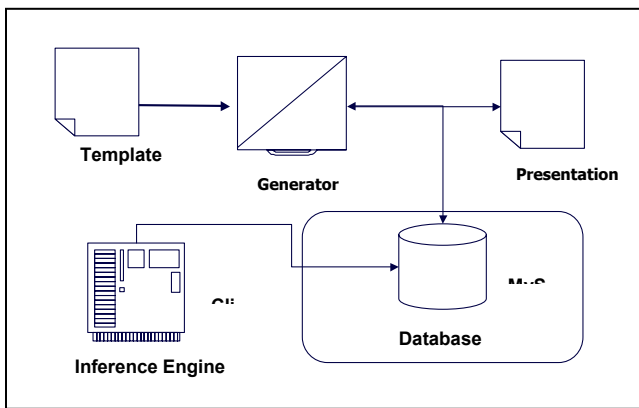 Template
Generator
Presentation
Database
Inference Engine